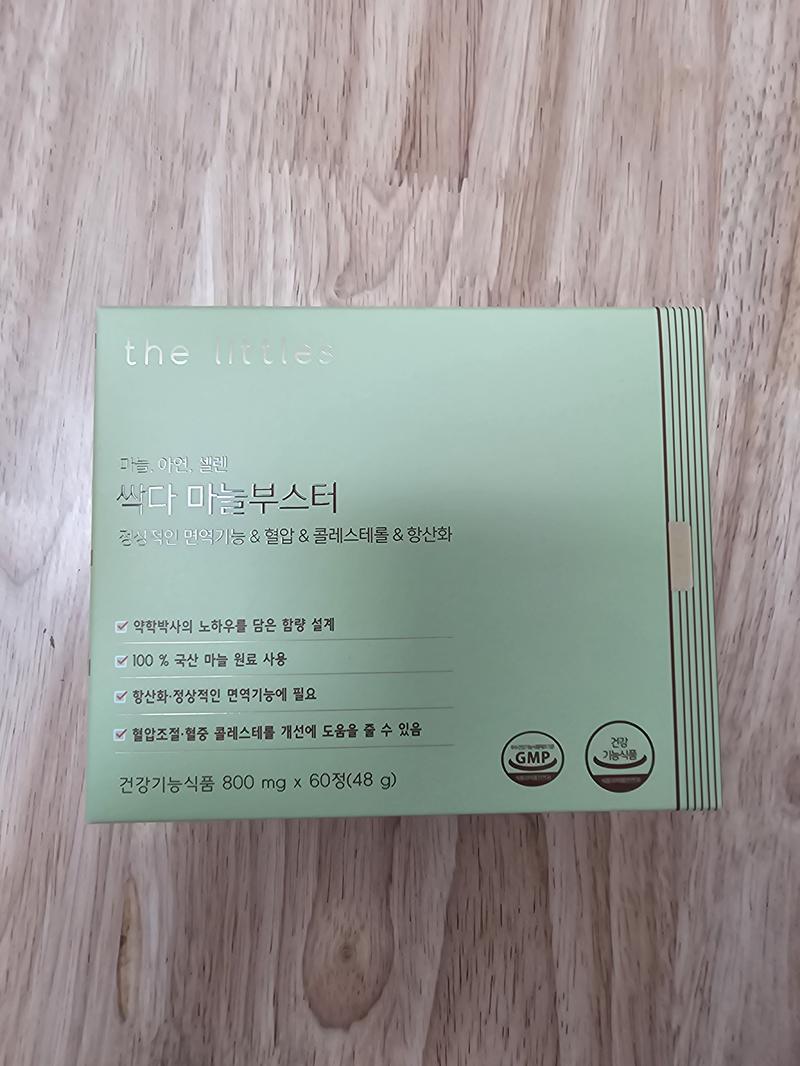 the littles
마늘, 아연, 셀렌
싹다 마늘부스터
정상적인 면역기능 & 혈압 & 콜레스테롤 & 항산화
약학박사의 노하우를 담은 함량 설계
100 % 국산 마늘 원료 사용
항산화·정상적인 면역기능에 필요
혈압조절·혈중 콜레스테롤 개선에 도움을 줄 수 있음
건강기능식품 800 mg x 60정(48 g)
GMP
건강
기능식품